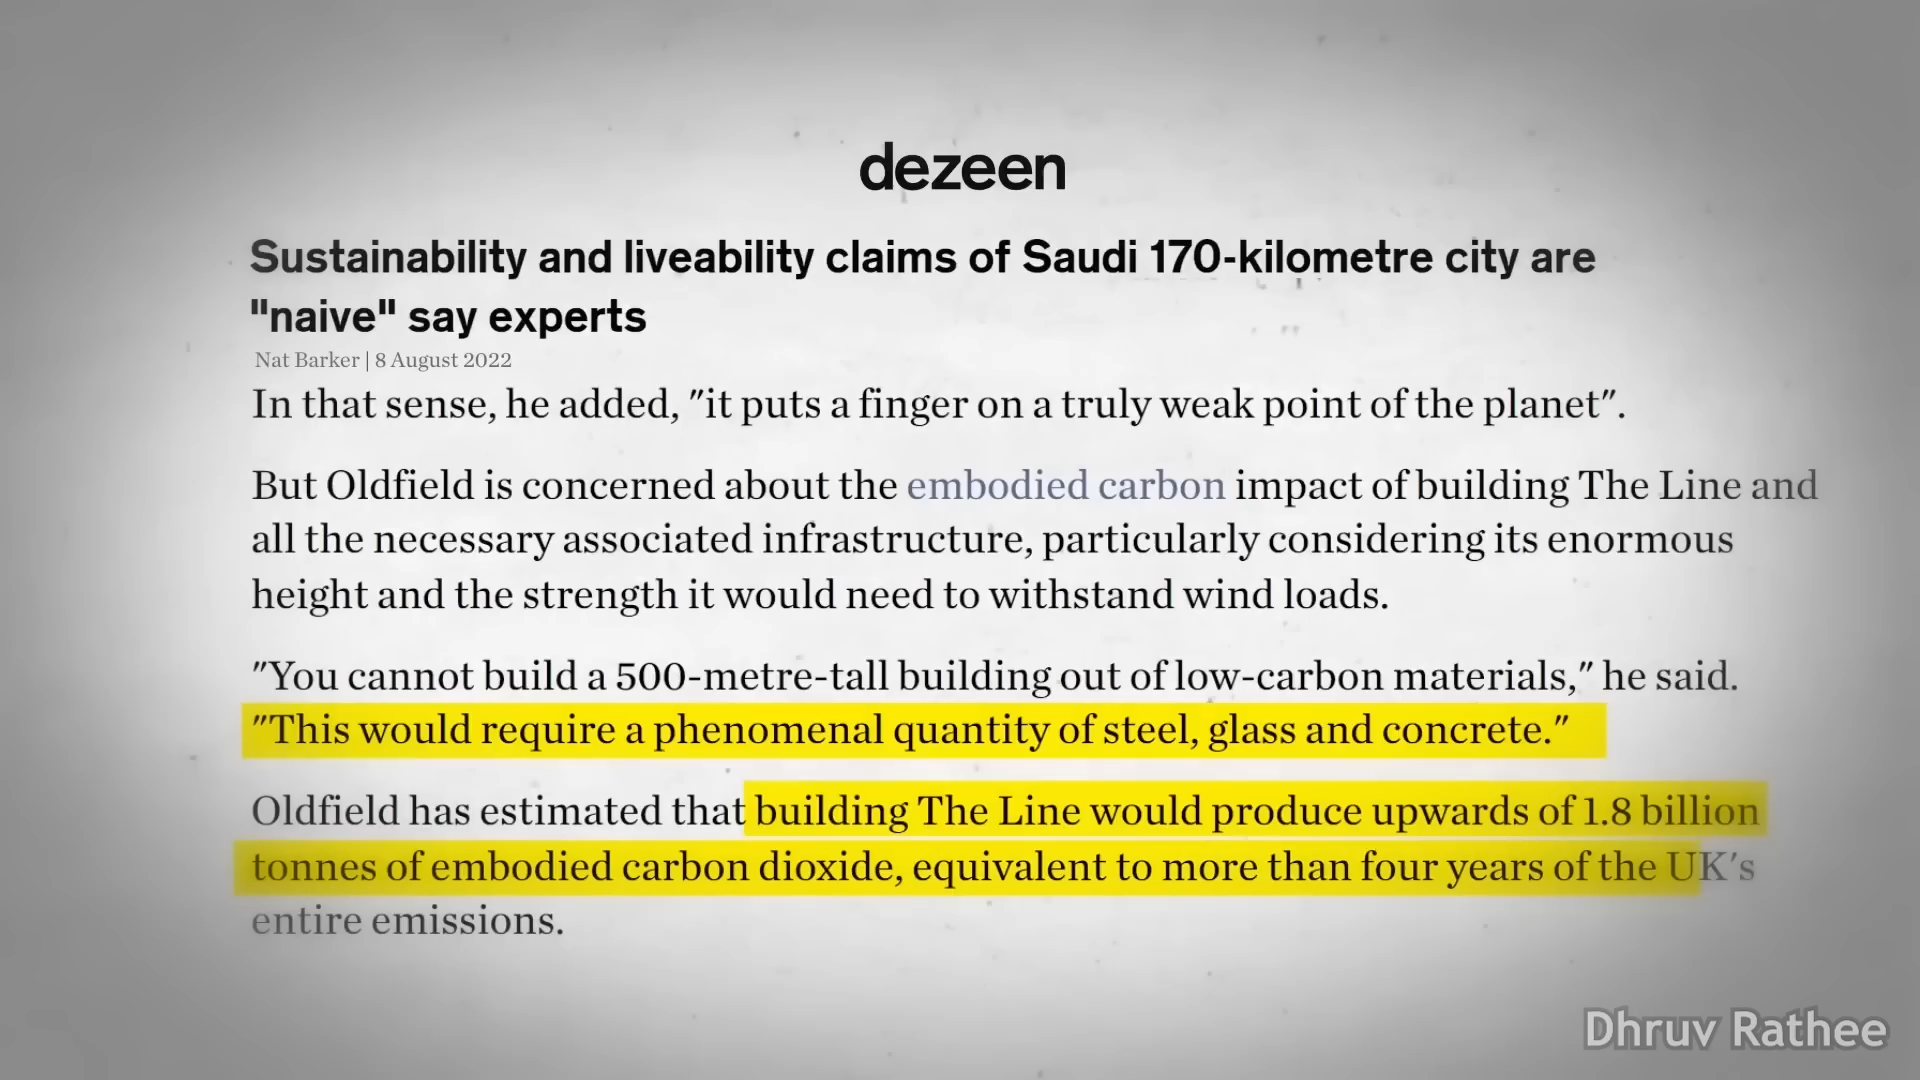 dezeen
Sustainability and liveability claims of Saudi 170-kilometre city are
"naive" say experts
Nat Barker | 8 August 2022
In that sense, he added, "it puts a finger on a truly weak point of the planet".
But Oldfield is concerned about the embodied carbon impact of building The Line and
all the necessary associated infrastructure, particularly considering its enormous
height and the strength it would need to withstand wind loads.
"You cannot build a 500-metre-tall building out of low-carbon materials," he said.
"This would require a phenomenal quantity of steel, glass and concrete."
Oldfield has estimated that building The Line would produce upwards of 1.8 billion
tonnes of embodied carbon dioxide, equivalent to more than four years of the UK's
entire emissions.
Dhruv Rathee